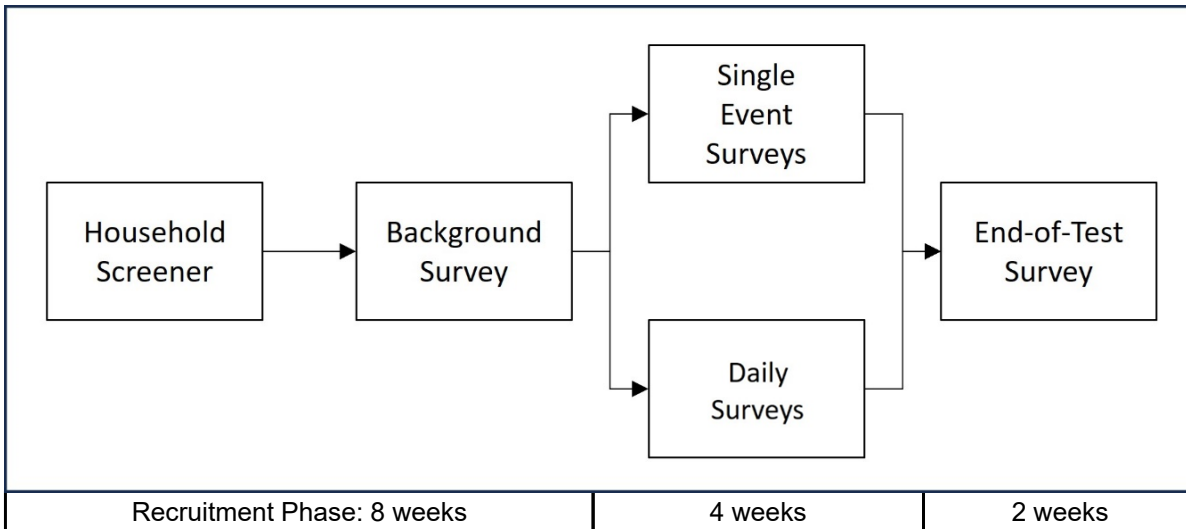 Household
Screener
Background
Survey
Single
Event
Surveys
Daily
Surveys
End-of-Test
Survey
Recruitment Phase: 8 weeks
4 weeks
2 weeks